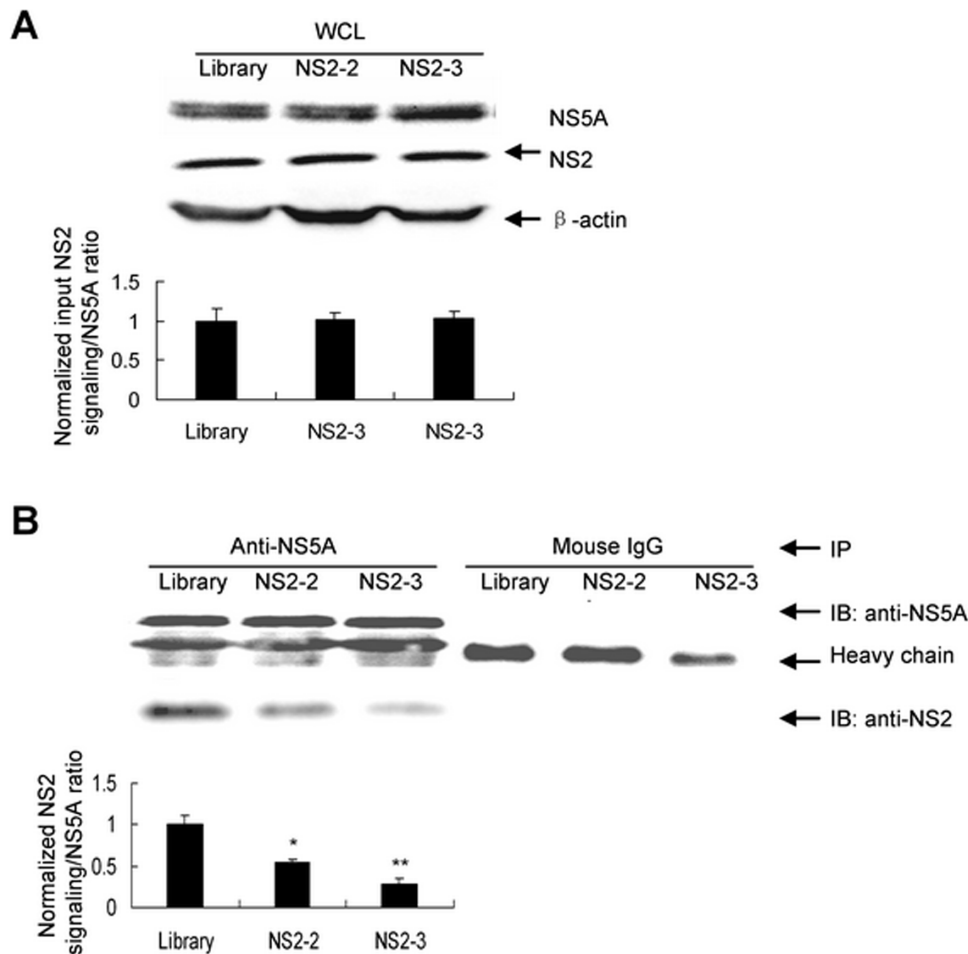 A
WCL
Library NS2-2 NS2-3
NS5A
NS2
β-actin
Normalized input NS2
signaling/NS5A ratio
1.5
1
0.5
0
Library NS2-3 NS2-3
B
Anti-NS5A Mouse IgG IP
Library NS2-2 NS2-3 Library NS2-2 NS2-3
IB: anti-NS5A
Heavy chain
IB: anti-NS2
Normalized NS2
signaling/NS5A ratio
1.5
1
0.5
0
*
**
Library NS2-2 NS2-3